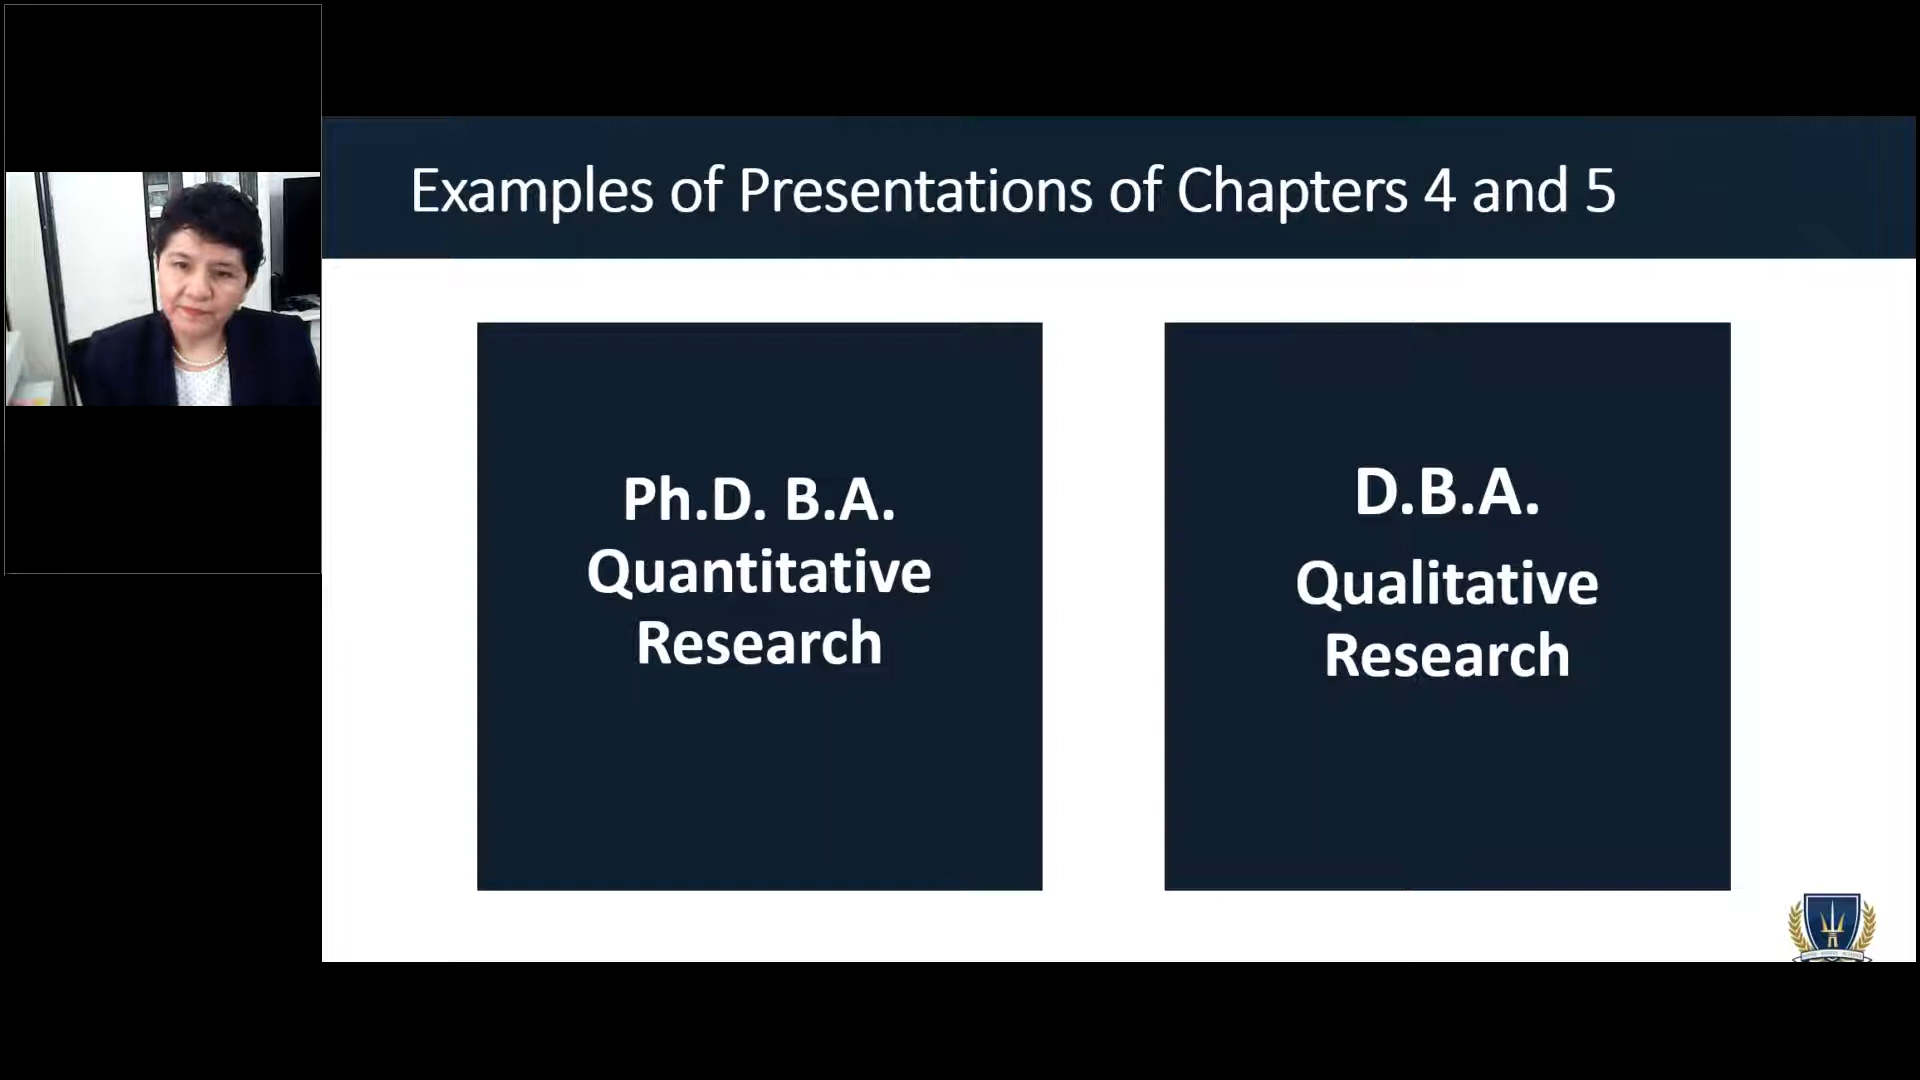 Examples of Presentations of Chapters 4 and 5
Ph.D. B.A.
Quantitative
Research
D.B.A.
Qualitative
Research